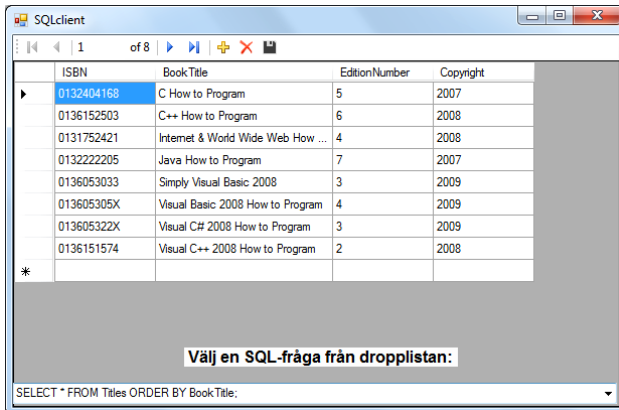 SQLclient
1 of 8
ISBN BookTitle EditionNumber Copyright
0132404168 C How to Program 5 2007
0136152503 C++ How to Program 6 2008
0131752421 Internet & World Wide Web How ... 4 2008
0132222205 Java How to Program 7 2007
0136053033 Simply Visual Basic 2008 3 2009
013605305X Visual Basic 2008 How to Program 4 2009
013605322X Visual C# 2008 How to Program 3 2009
0136151574 Visual C++ 2008 How to Program 2 2008
Välj en SQL-fråga från dropplistan:
SELECT * FROM Titles ORDER BY BookTitle;